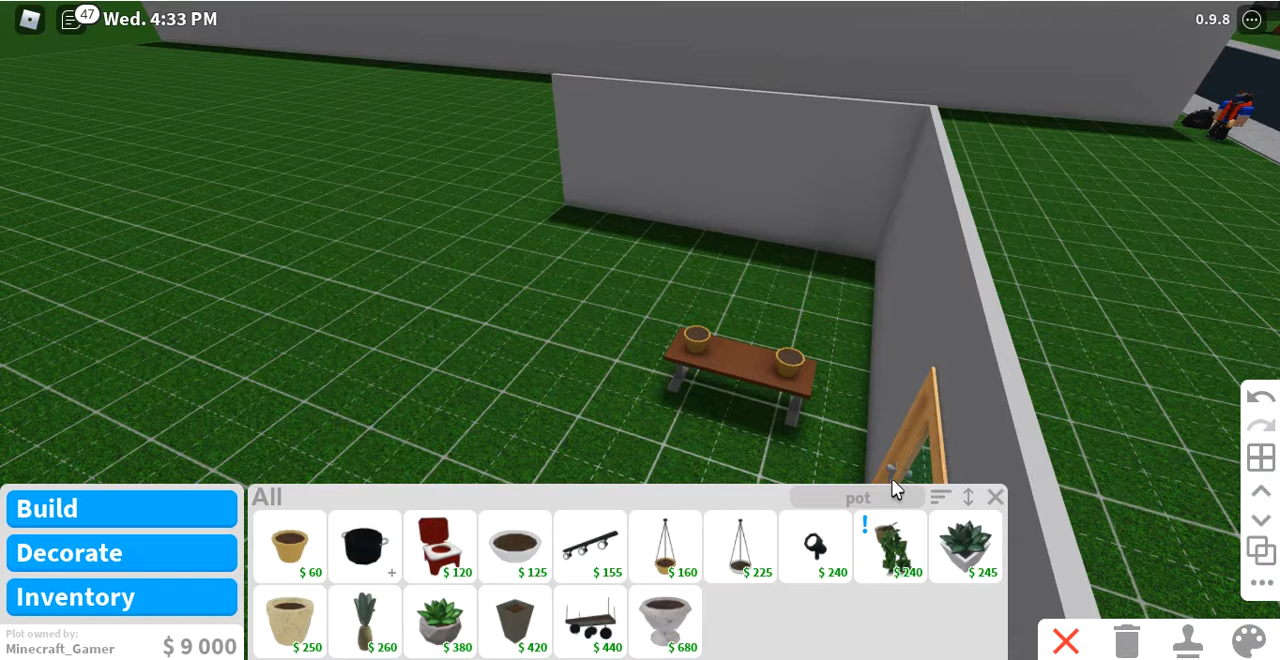 47 Wed. 4:33 PM
0.9.8
All
pot
Build
Decorate
Inventory
Plot owned by:
Minecraft_Gamer
$ 9 000
$ 60
+
$ 120
$ 125
$ 155
$ 160
$ 225
$ 240
!
$ 240
$ 245
$ 250
$ 260
$ 380
$ 420
$ 440
$ 680